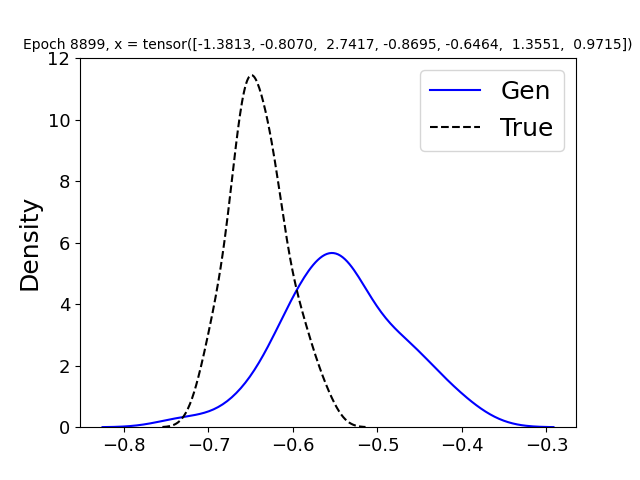 Epoch 8899, x = tensor([-1.3813, -0.8070,  2.7417, -0.8695, -0.6464,  1.3551,  0.9715])
12
10
8
6
4
2
0
Density
Gen
True
−0.8 −0.7 −0.6 −0.5 −0.4 −0.3